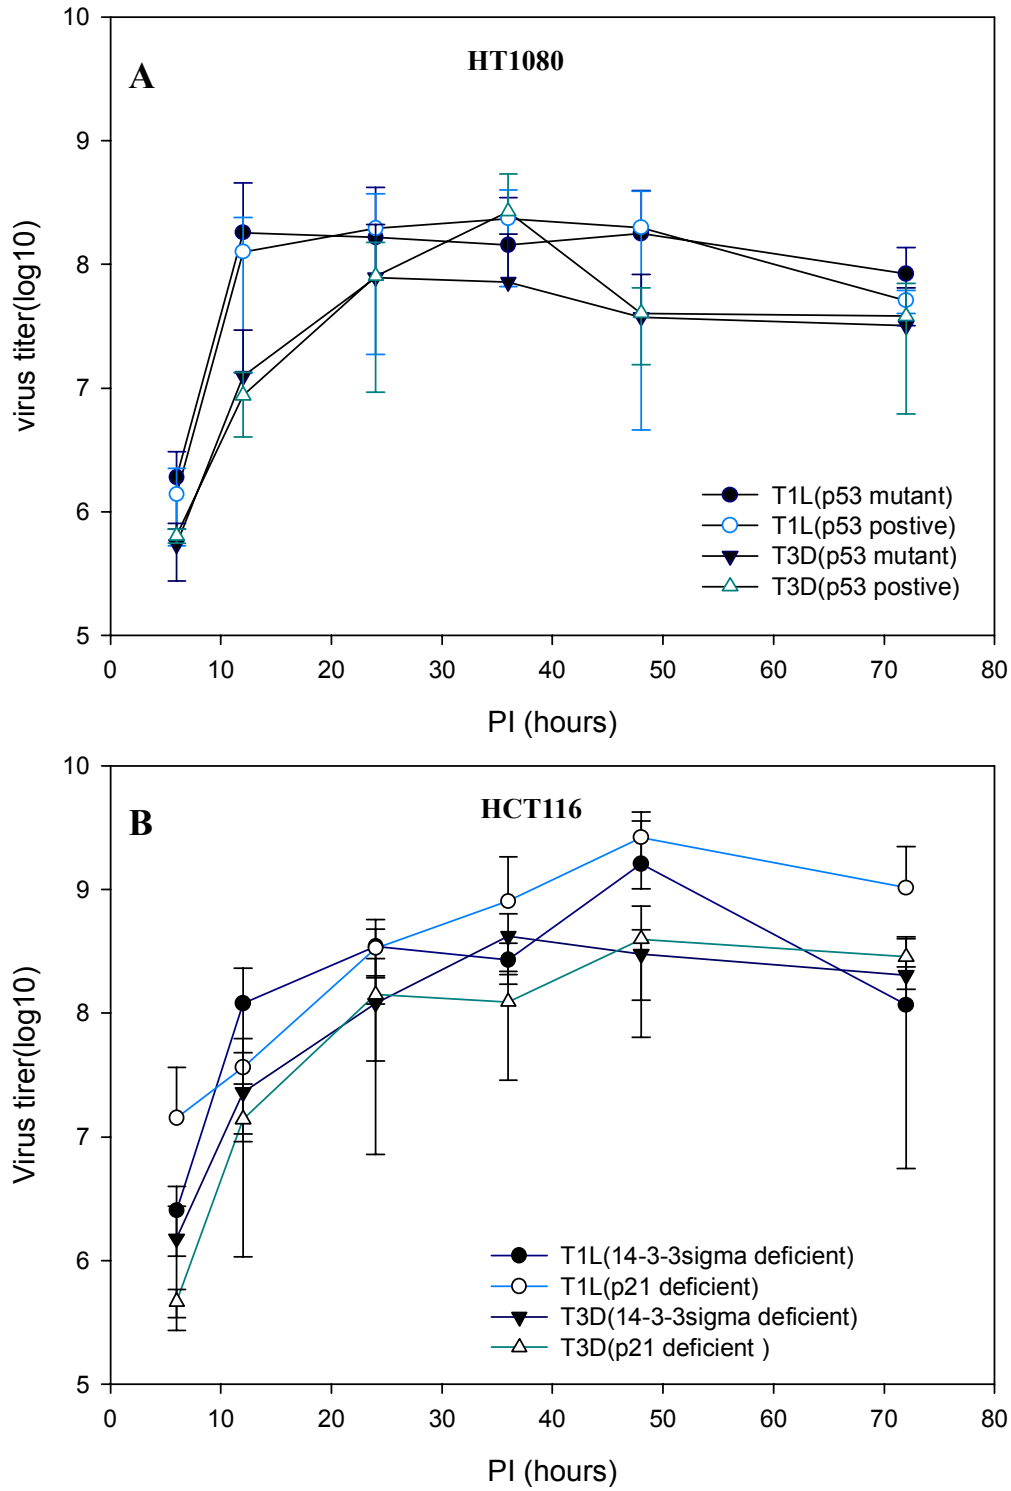 10
A
HT1080
9
8
7
6
5
virus titer(log10)
T1L(p53 mutant)
T1L(p53 postive)
T3D(p53 mutant)
T3D(p53 postive)
0 10 20 30 40 50 60 70 80
PI (hours)
10
B
HCT116
9
8
7
6
5
Virus tirer(log10)
T1L(14-3-3sigma deficient)
T1L(p21 deficient)
T3D(14-3-3sigma deficient)
T3D(p21 deficient )
0 10 20 30 40 50 60 70 80
PI (hours)